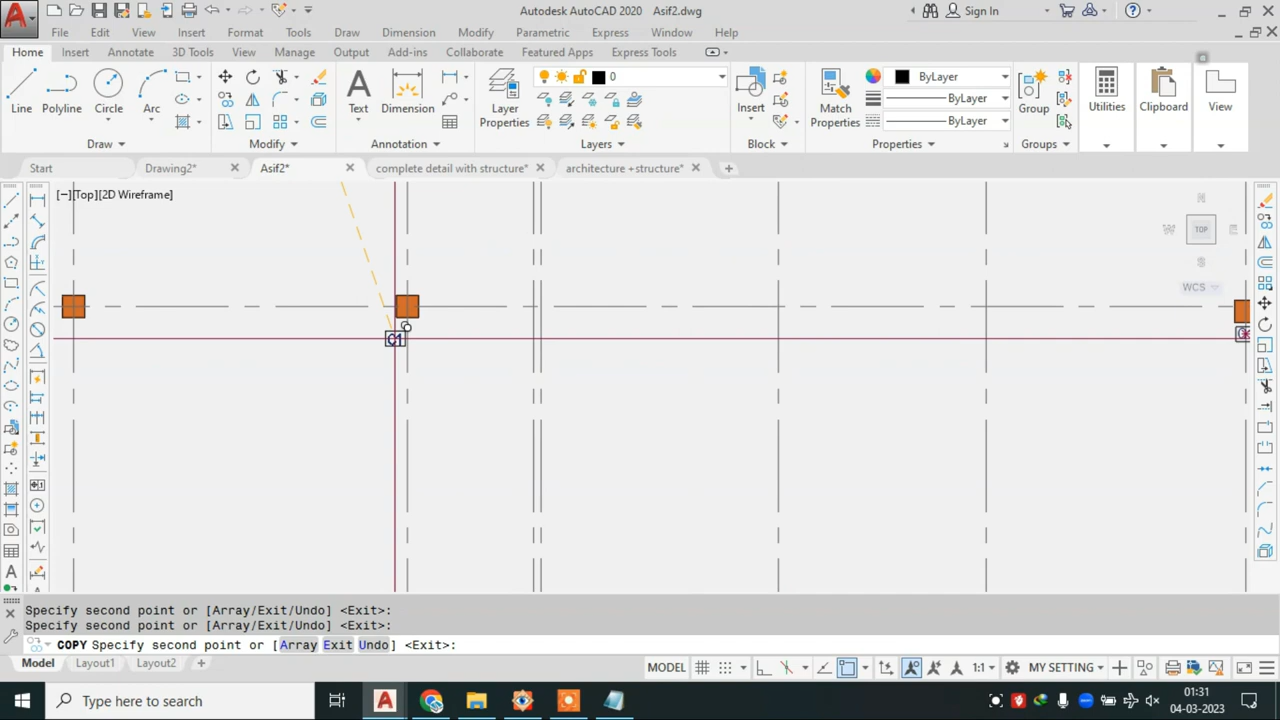 Autodesk AutoCAD 2020 Asif2.dwg
Sign In
File Edit View Insert Format Tools Draw Dimension Modify Parametric Express Window Help
Home Insert Annotate 3D Tools View Manage Output Add-ins Collaborate Featured Apps Express Tools
Line Polyline Circle Arc Text Dimension Layer Properties 0 Insert Match Properties ByLayer ByLayer ByLayer Group Utilities Clipboard View
Draw Modify Annotation Layers Block Properties Groups
Start Drawing2* Asif2* complete detail with structure* architecture +structure*
[−][Top][2D Wireframe]
N
W TOP E
S
WCS
C1
Specify second point or [Array/Exit/Undo] <Exit>:
Specify second point or [Array/Exit/Undo] <Exit>:
COPY Specify second point or [Array Exit Undo] <Exit>:
Model Layout1 Layout2
MODEL 1:1 MY SETTING
Type here to search
01:31
04-03-2023